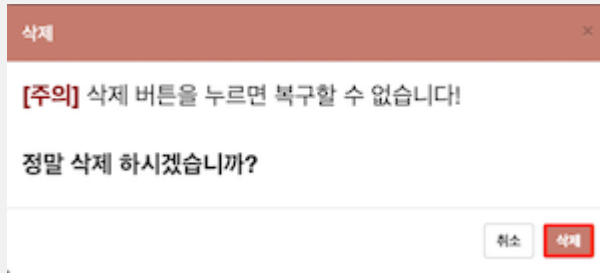 삭제 ×
[주의] 삭제 버튼을 누르면 복구할 수 없습니다!
정말 삭제 하시겠습니까?
취소 삭제